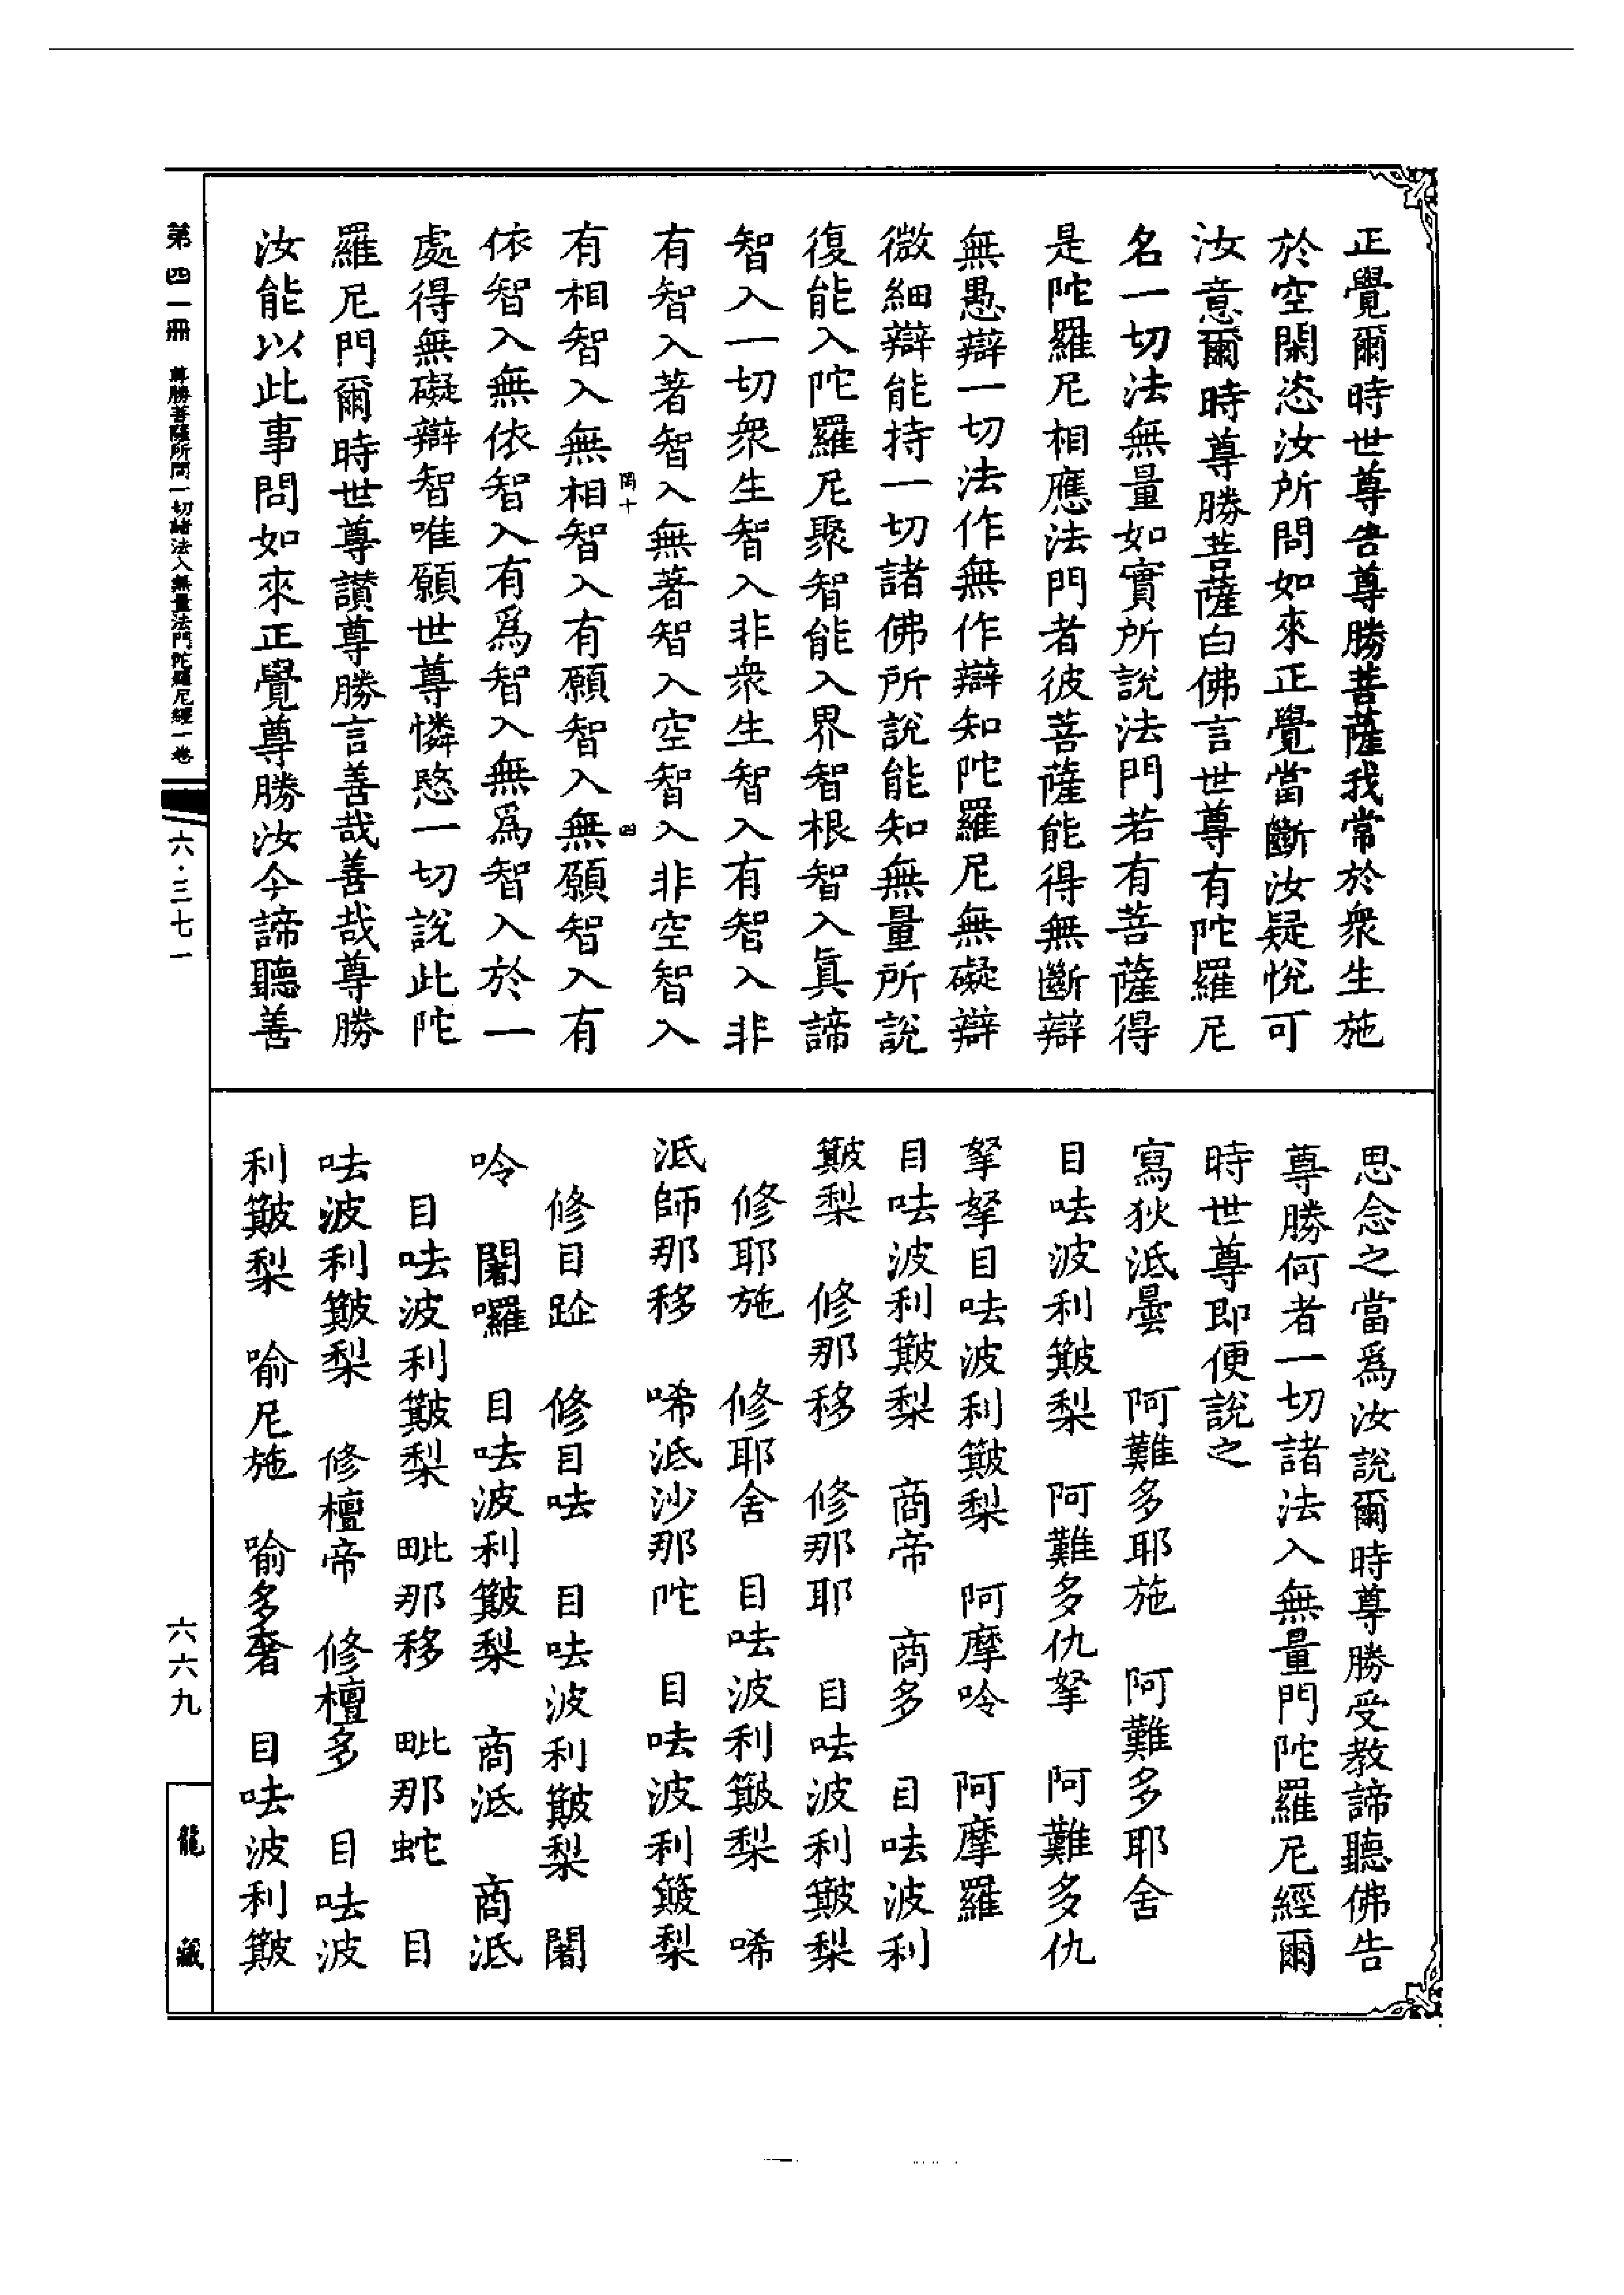 正覺爾時世尊告尊勝菩薩我常於衆生施
於空閑恣汝所問如來正覺當斷汝疑悅可
汝意爾時尊勝菩薩白佛言世尊有陀羅尼
名一切法無量如實所說法門若有菩薩得
是陀羅尼相應法門者彼菩薩能得無斷辯
無愚辯一切法作無作辯知陀羅尼無礙辯
微細辯能持一切諸佛所說能知無量所說
復能入陀羅尼聚智能入界智根智入眞諦
智入一切衆生智入非衆生智入有智入非
有智入著智入無著智入空智入非空智入
有相智入無相智入有願智入無願智入有
依智入無依智入有爲智入無爲智入於一
處得無礙辯智唯願世尊憐愍一切說此陀
羅尼門爾時世尊讃尊勝言善哉善哉尊勝
汝能以此事問如來正覺尊勝汝今諦聽善
思念之當爲汝說爾時尊勝受教諦聽佛告
尊勝何者一切諸法入無量門陀羅尼經爾
時世尊即便說之
寫狄泜曇　阿難多耶施　阿難多耶舍
目呿波利簸梨　阿難多仇拏　阿難多仇
拏拏目呿波利簸梨　阿摩呤　阿摩羅
目呿波利簸梨　商帝　商多　目呿波利
簸梨　修那移　修那耶　目呿波利簸梨
修耶施　修耶舍　目呿波利簸梨　唏
泜師那移　唏泜沙那陀　目呿波利簸梨
修目跕　修目呿　目呿波利簸梨　闍
呤　闍囉　目呿波利簸梨　商泜　商泜
目呿波利簸梨　毗那移　毗那蛇　目
呿波利簸梨　修檀帝　修檀多　目呿波
利簸梨　喻尼施　喻多奢　目呿波利簸
第四一冊　尊勝菩薩所問一切諸法入無量法門陀羅尼經一卷
六・三七一
六六九
龍藏